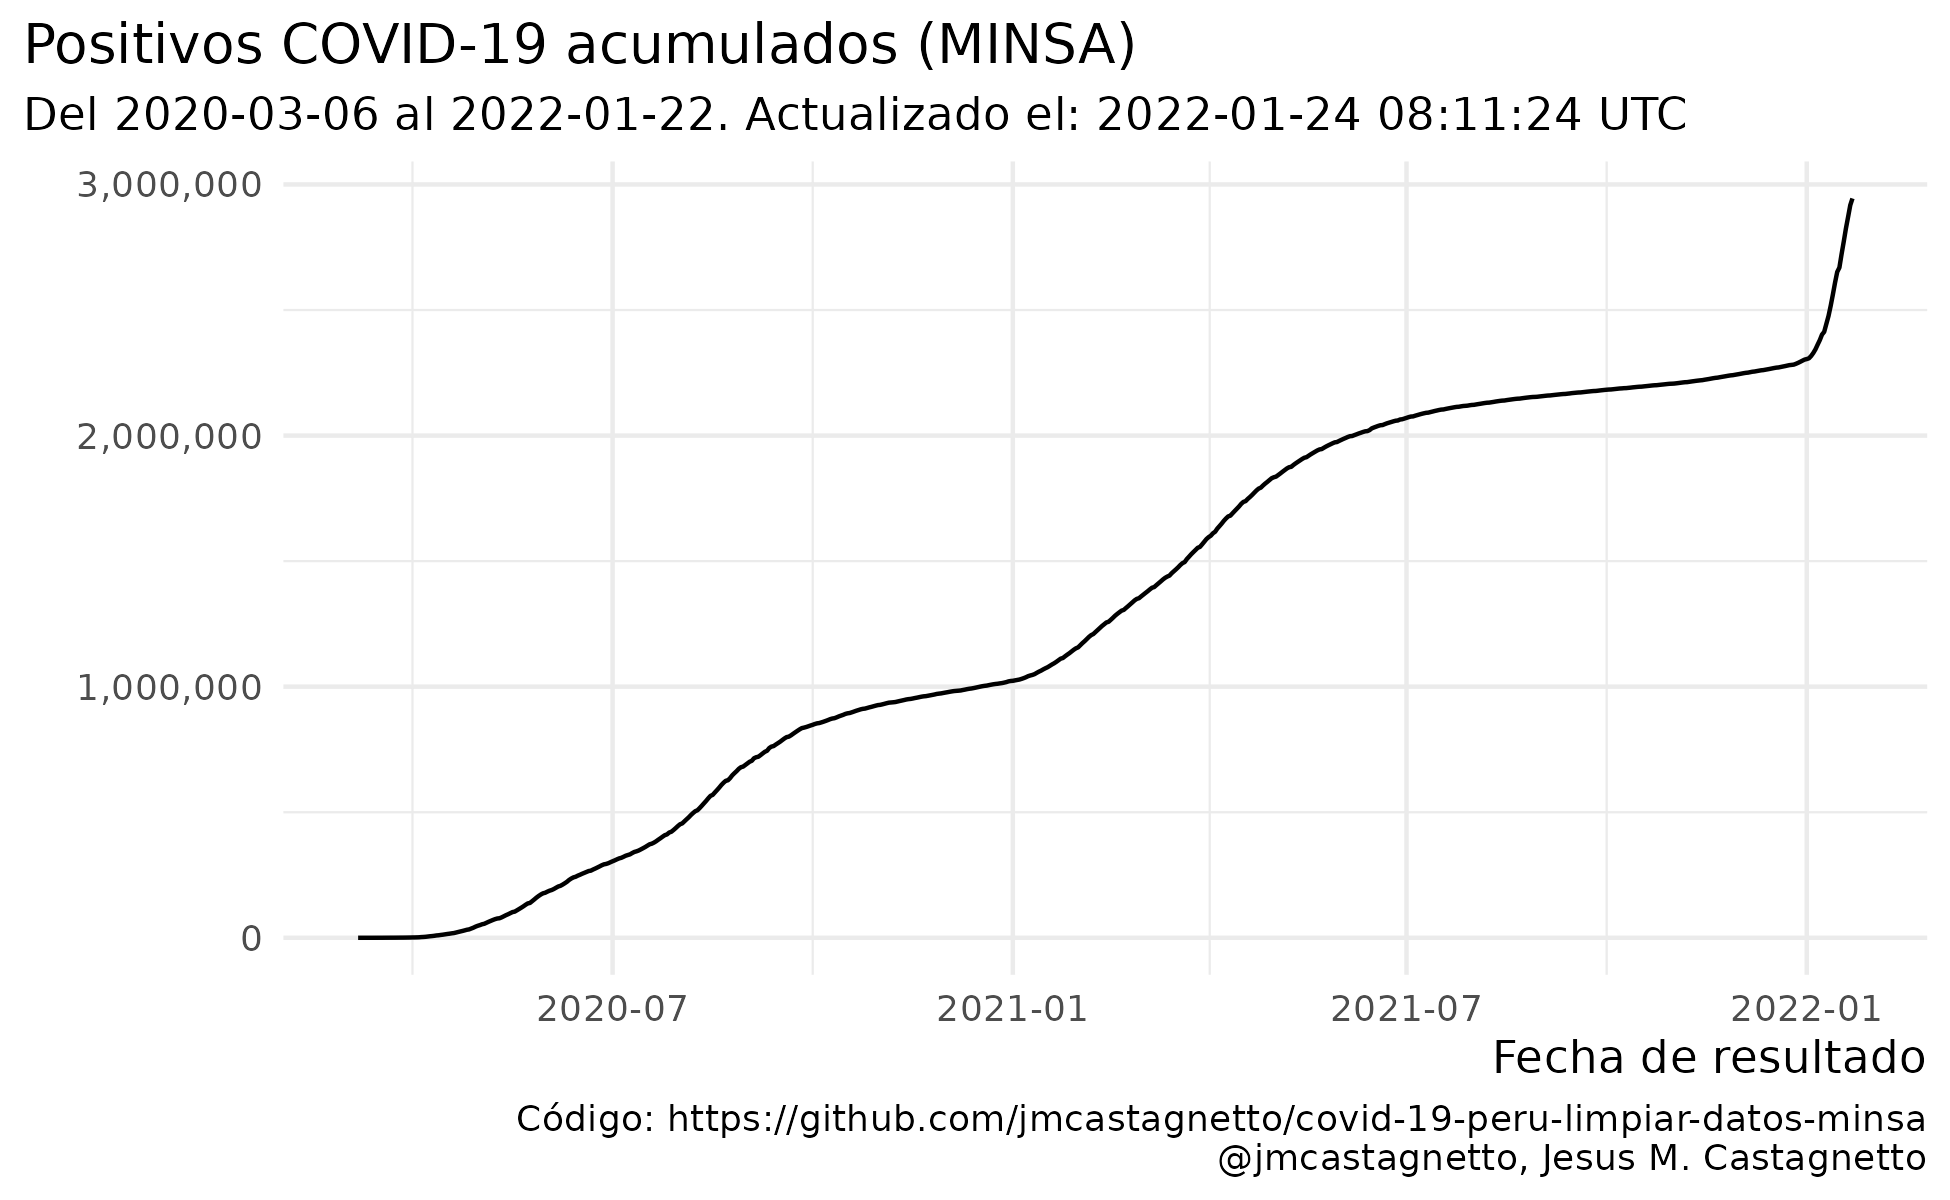 Positivos COVID-19 acumulados (MINSA)
Del 2020-03-06 al 2022-01-22. Actualizado el: 2022-01-24 08:11:24 UTC
3,000,000
2,000,000
1,000,000
0
2020-07 2021-01 2021-07 2022-01
Fecha de resultado
Código: https://github.com/jmcastagnetto/covid-19-peru-limpiar-datos-minsa
@jmcastagnetto, Jesus M. Castagnetto